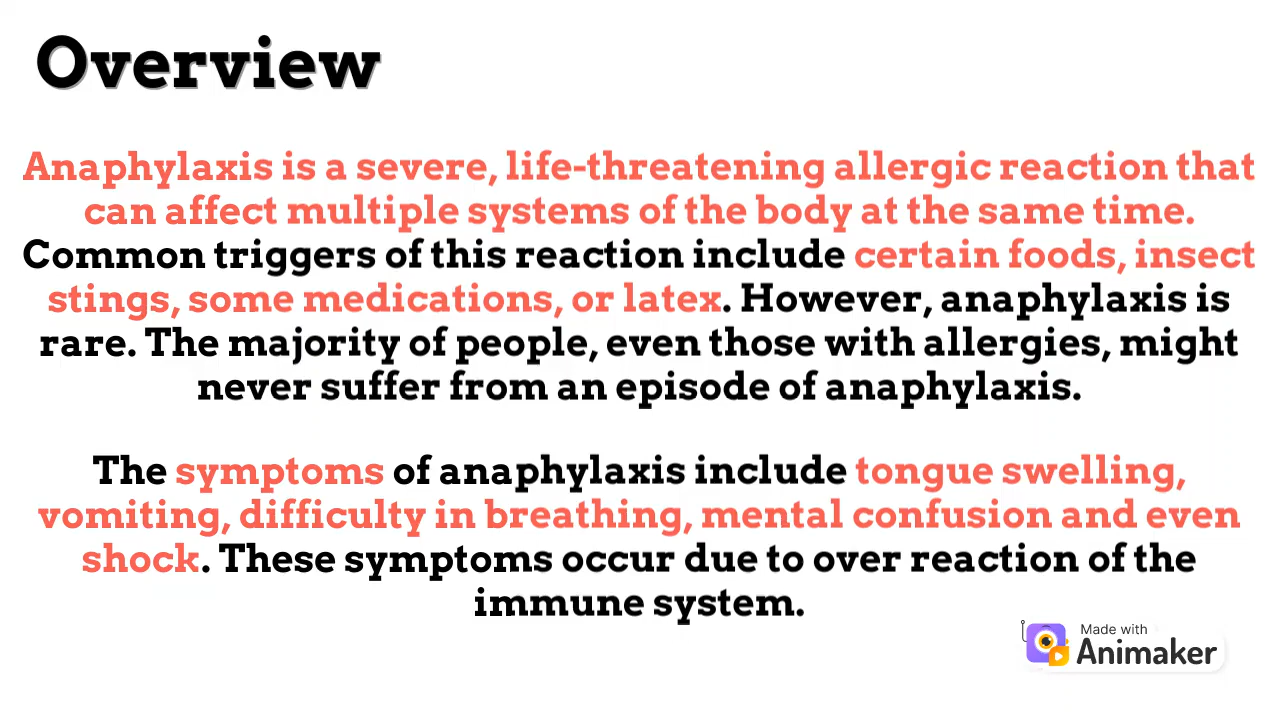 Overview
Anaphylaxis is a severe, life-threatening allergic reaction that
can affect multiple systems of the body at the same time.
Common triggers of this reaction include certain foods, insect
stings, some medications, or latex. However, anaphylaxis is
rare. The majority of people, even those with allergies, might
never suffer from an episode of anaphylaxis.
The symptoms of anaphylaxis include tongue swelling,
vomiting, difficulty in breathing, mental confusion and even
shock. These symptoms occur due to over reaction of the
immune system.
Made with
Animaker